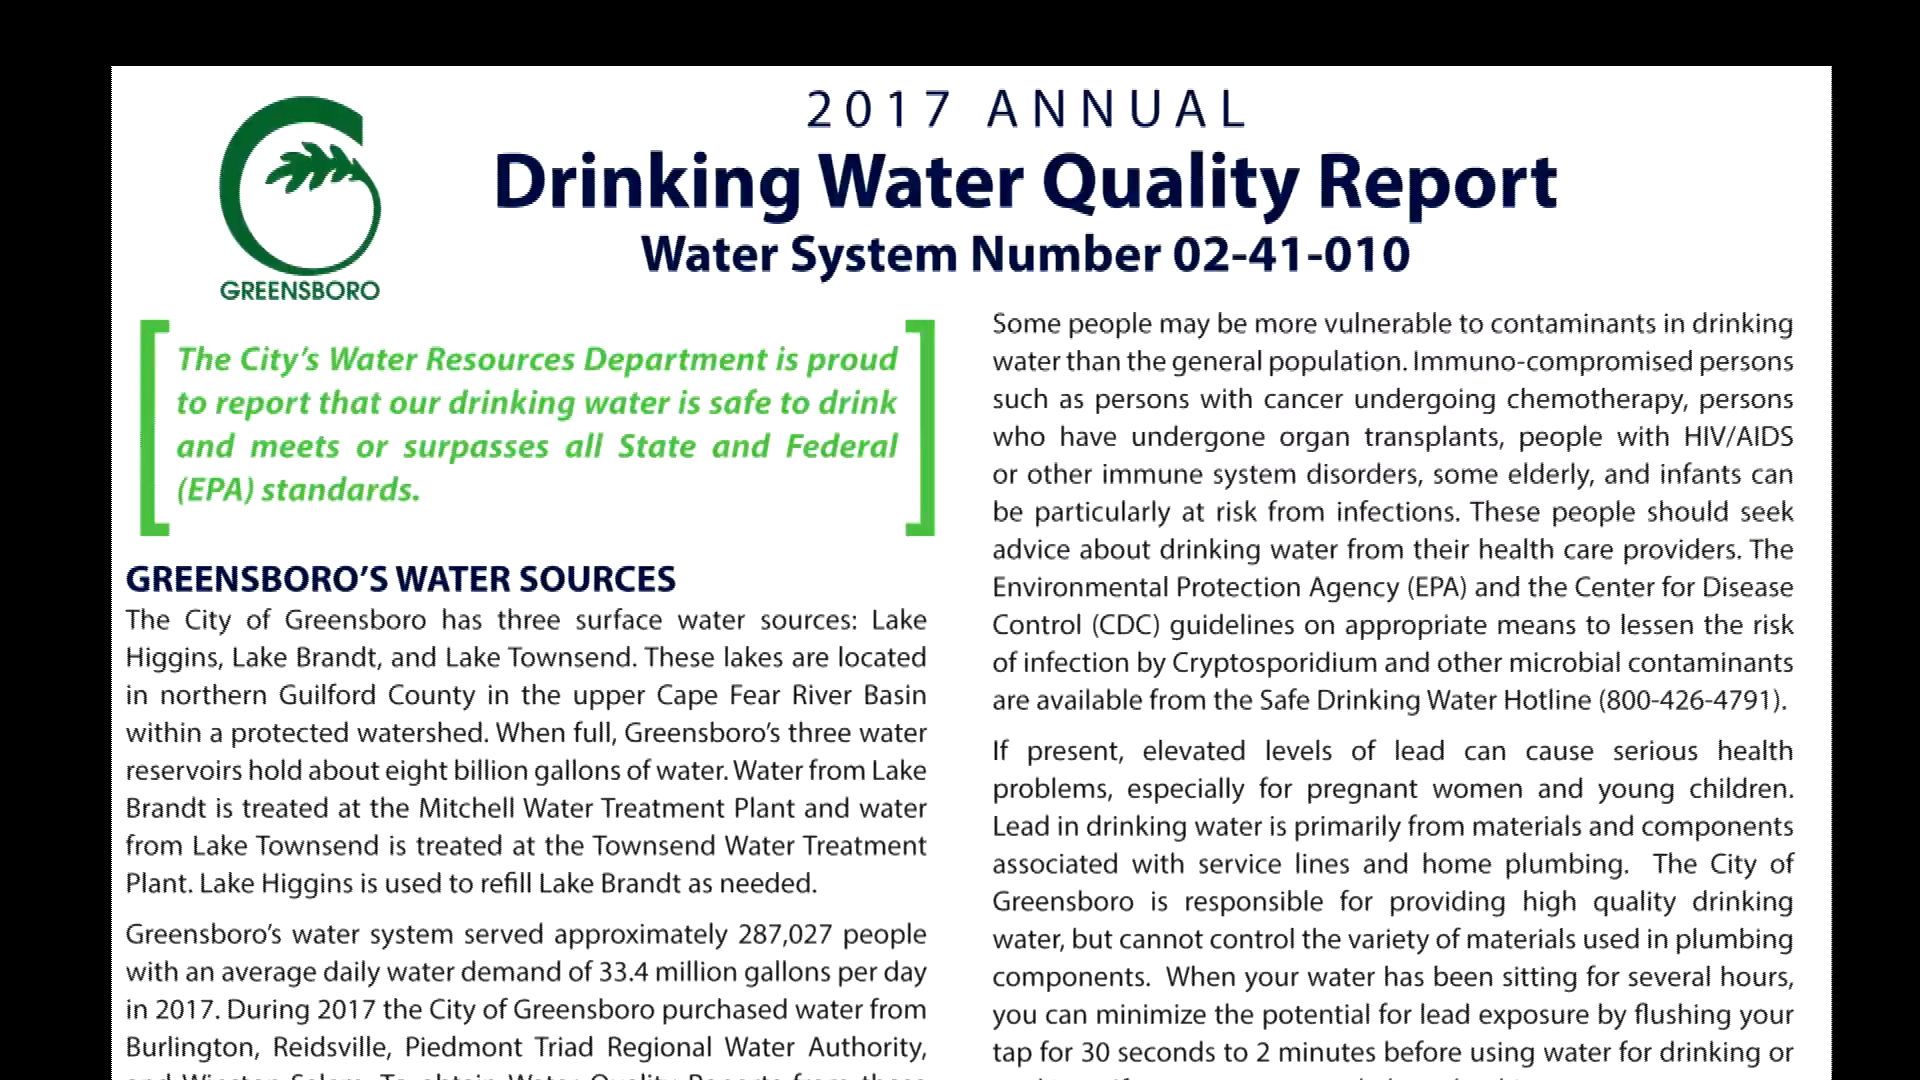 2017 ANNUAL
Drinking Water Quality Report
Water System Number 02-41-010
GREENSBORO
The City's Water Resources Department is proud
to report that our drinking water is safe to drink
and meets or surpasses all State and Federal
(EPA) standards.
GREENSBORO'S WATER SOURCES
The City of Greensboro has three surface water sources: Lake
Higgins, Lake Brandt, and Lake Townsend. These lakes are located
in northern Guilford County in the upper Cape Fear River Basin
within a protected watershed. When full, Greensboro's three water
reservoirs hold about eight billion gallons of water. Water from Lake
Brandt is treated at the Mitchell Water Treatment Plant and water
from Lake Townsend is treated at the Townsend Water Treatment
Plant. Lake Higgins is used to refill Lake Brandt as needed.
Greensboro's water system served approximately 287,027 people
with an average daily water demand of 33.4 million gallons per day
in 2017. During 2017 the City of Greensboro purchased water from
Burlington, Reidsville, Piedmont Triad Regional Water Authority,
Some people may be more vulnerable to contaminants in drinking
water than the general population. Immuno-compromised persons
such as persons with cancer undergoing chemotherapy, persons
who have undergone organ transplants, people with HIV/AIDS
or other immune system disorders, some elderly, and infants can
be particularly at risk from infections. These people should seek
advice about drinking water from their health care providers. The
Environmental Protection Agency (EPA) and the Center for Disease
Control (CDC) guidelines on appropriate means to lessen the risk
of infection by Cryptosporidium and other microbial contaminants
are available from the Safe Drinking Water Hotline (800-426-4791).
If present, elevated levels of lead can cause serious health
problems, especially for pregnant women and young children.
Lead in drinking water is primarily from materials and components
associated with service lines and home plumbing. The City of
Greensboro is responsible for providing high quality drinking
water, but cannot control the variety of materials used in plumbing
components. When your water has been sitting for several hours,
you can minimize the potential for lead exposure by flushing your
tap for 30 seconds to 2 minutes before using water for drinking or